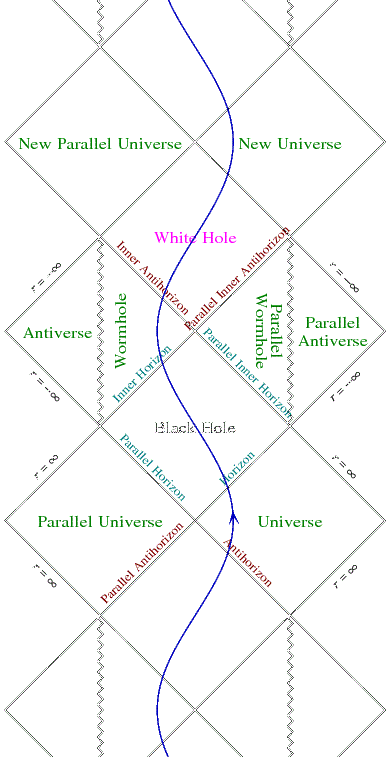 New Parallel Universe
New Universe
White Hole
Inner Antihorizon
Parallel Inner Antihorizon
r = -∞
r = -∞
Antiverse
Wormhole
Parallel
Wormhole
Parallel
Antiverse
r = -∞
Inner Horizon
Parallel Inner Horizon
r = -∞
Black Hole
r = ∞
Parallel Horizon
Horizon
r = ∞
Parallel Universe
Universe
r = ∞
Parallel Antihorizon
Antihorizon
r = ∞